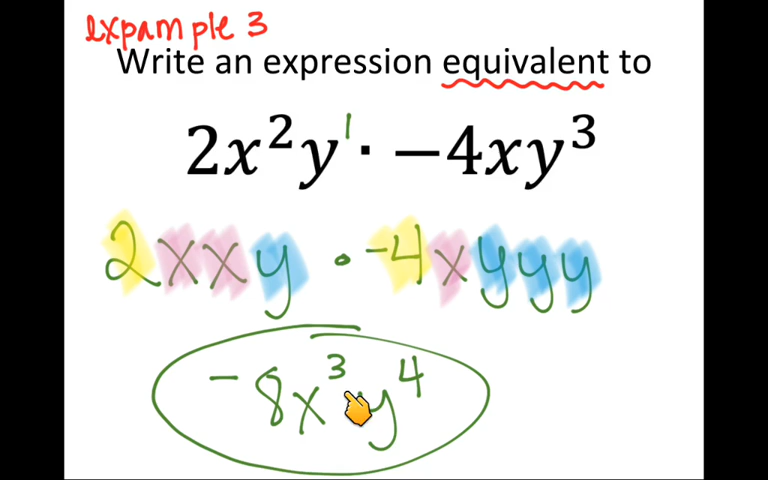 expample 3
Write an expression equivalent to
2x²y¹ · −4xy³
2xxy · -4xyyy
-8x³y⁴